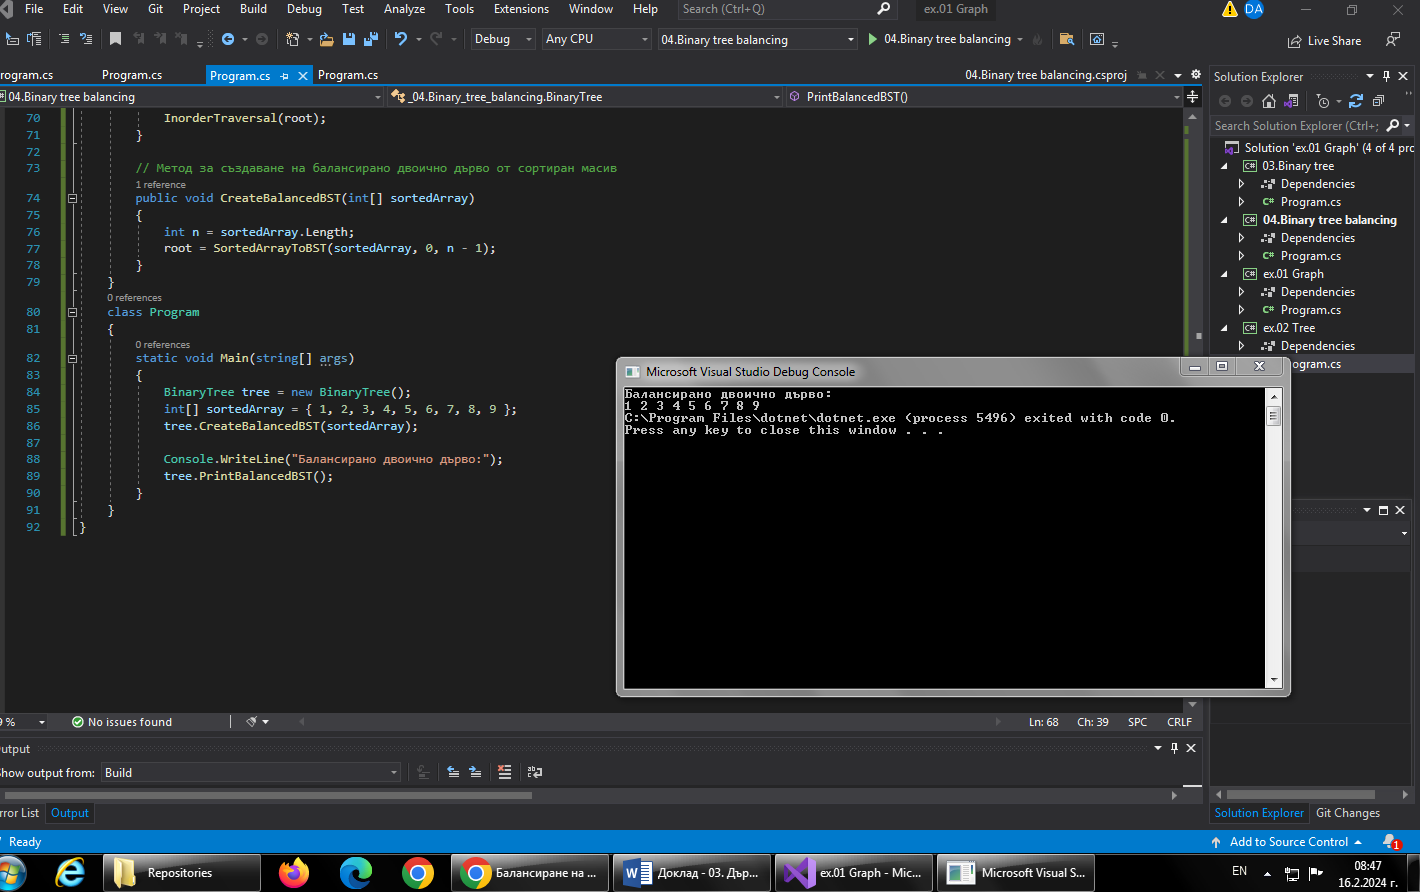 File Edit View Git Project Build Debug Test Analyze Tools Extensions Window Help Search (Ctrl+Q) ex.01 Graph DA
Debug Any CPU 04.Binary tree balancing 04.Binary tree balancing Live Share
rogram.cs Program.cs Program.cs Program.cs 04.Binary tree balancing.csproj
04.Binary tree balancing _04.Binary_tree_balancing.BinaryTree PrintBalancedBST()
70 InorderTraversal(root);
71 }
72
73 // Метод за създаване на балансирано двоично дърво от сортиран масив
1 reference
74 public void CreateBalancedBST(int[] sortedArray)
75 {
76 int n = sortedArray.Length;
77 root = SortedArrayToBST(sortedArray, 0, n - 1);
78 }
79 }
0 references
80 class Program
81 {
0 references
82 static void Main(string[] args)
83 {
84 BinaryTree tree = new BinaryTree();
85 int[] sortedArray = { 1, 2, 3, 4, 5, 6, 7, 8, 9 };
86 tree.CreateBalancedBST(sortedArray);
87
88 Console.WriteLine("Балансирано двоично дърво:");
89 tree.PrintBalancedBST();
90 }
91 }
92 }
Microsoft Visual Studio Debug Console
Балансирано двоично дърво:
1 2 3 4 5 6 7 8 9
C:\Program Files\dotnet\dotnet.exe (process 5496) exited with code 0.
Press any key to close this window . . .
Solution Explorer
Search Solution Explorer (Ctrl+;
Solution 'ex.01 Graph' (4 of 4 pro
C# 03.Binary tree
Dependencies
C# Program.cs
C# 04.Binary tree balancing
Dependencies
C# Program.cs
C# ex.01 Graph
Dependencies
C# Program.cs
C# ex.02 Tree
Dependencies
ogram.cs
9 % No issues found Ln: 68 Ch: 39 SPC CRLF
utput
how output from: Build
rror List Output
Solution Explorer Git Changes
Ready Add to Source Control 1
Repositories Балансиране на ... Доклад - 03. Дър... ex.01 Graph - Mic... Microsoft Visual S... EN 08:47
16.2.2024 г.